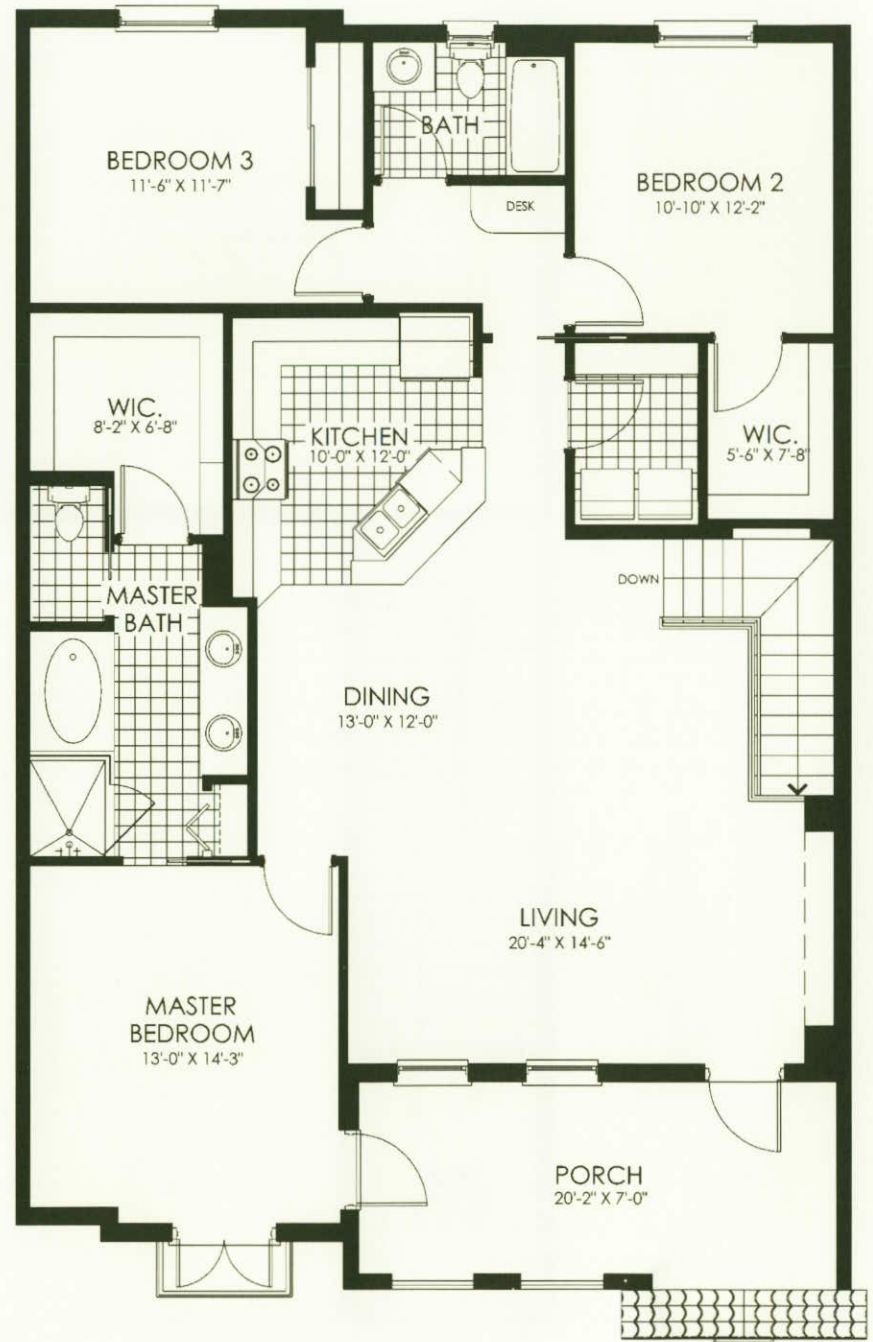 BATH
BEDROOM 3
11'-6" X 11'-7"
BEDROOM 2
10'-10" X 12'-2"
DESK
WIC.
8'-2" X 6'-8"
KITCHEN
10'-0" X 12'-0"
WIC.
5'-6" X 7'-8"
MASTER
BATH
DOWN
DINING
13'-0" X 12'-0"
LIVING
20'-4" X 14'-6"
MASTER
BEDROOM
13'-0" X 14'-3"
PORCH
20'-2" X 7'-0"